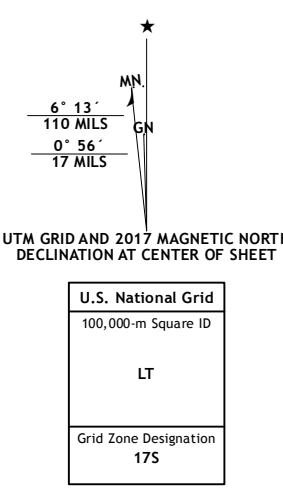 MN
6° 13´
110 MILS
GN
0° 56´
17 MILS
UTM GRID AND 2017 MAGNETIC NORTH
DECLINATION AT CENTER OF SHEET
U.S. National Grid
100,000-m Square ID
LT
Grid Zone Designation
17S